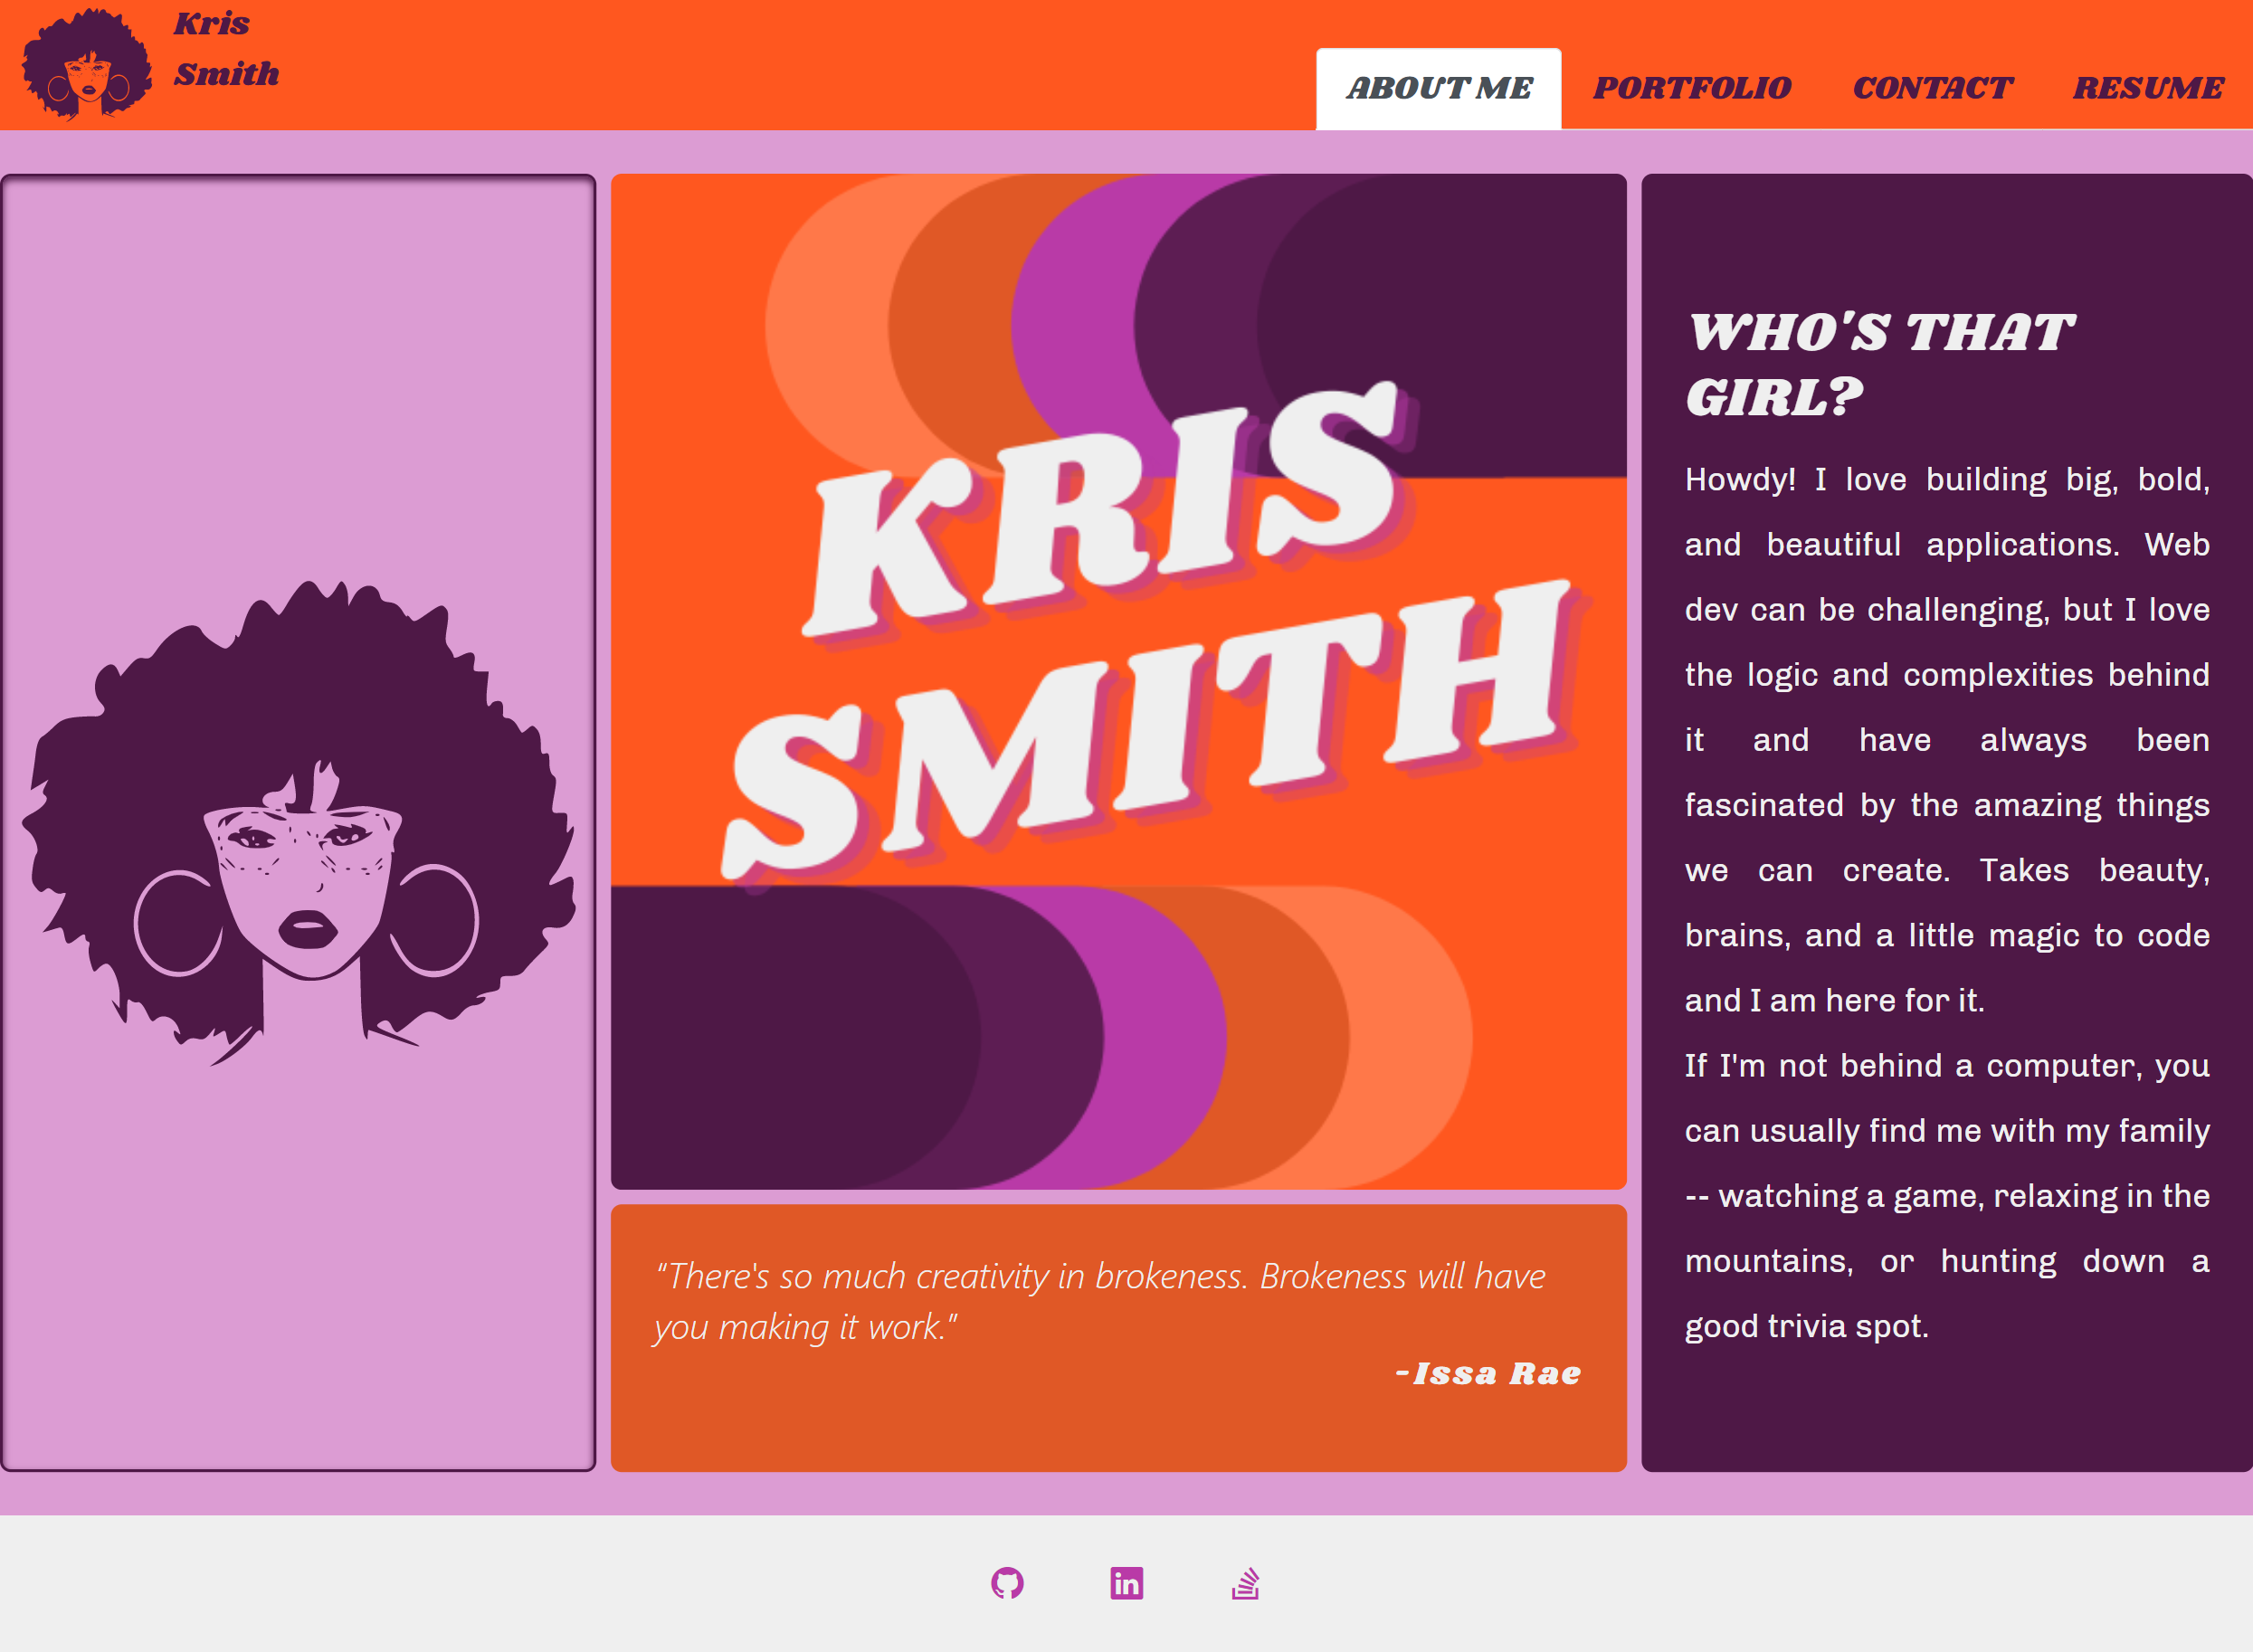 Kris
Smith
ABOUT ME
PORTFOLIO
CONTACT
RESUME
KRIS
SMITH
"There's so much creativity in brokeness. Brokeness will have
you making it work."
-Issa Rae
WHO'S THAT
GIRL?
Howdy! I love building big, bold,
and beautiful applications. Web
dev can be challenging, but I love
the logic and complexities behind
it and have always been
fascinated by the amazing things
we can create. Takes beauty,
brains, and a little magic to code
and I am here for it.
If I'm not behind a computer, you
can usually find me with my family
-- watching a game, relaxing in the
mountains, or hunting down a
good trivia spot.
in